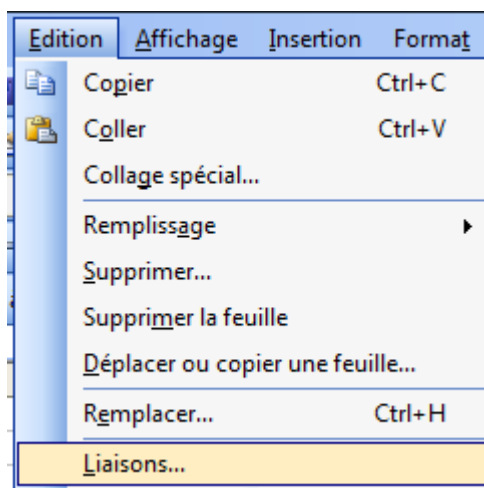 Edition Affichage Insertion Format
Copier Ctrl+C
Coller Ctrl+V
Collage spécial...
Remplissage
Supprimer...
Supprimer la feuille
Déplacer ou copier une feuille...
Remplacer... Ctrl+H
Liaisons...